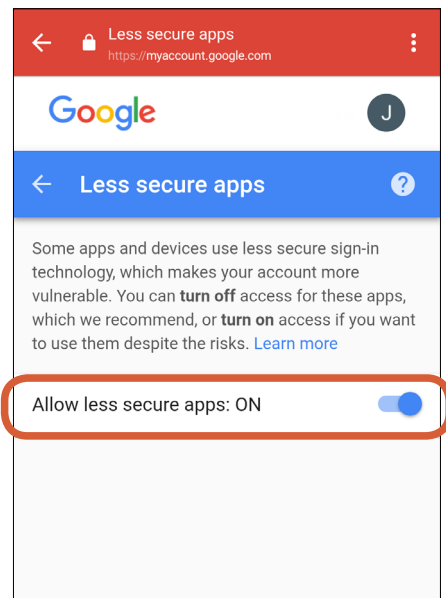 Less secure apps
https://myaccount.google.com
Google
J
Less secure apps
?
Some apps and devices use less secure sign-in
technology, which makes your account more
vulnerable. You can turn off access for these apps,
which we recommend, or turn on access if you want
to use them despite the risks. Learn more
Allow less secure apps: ON